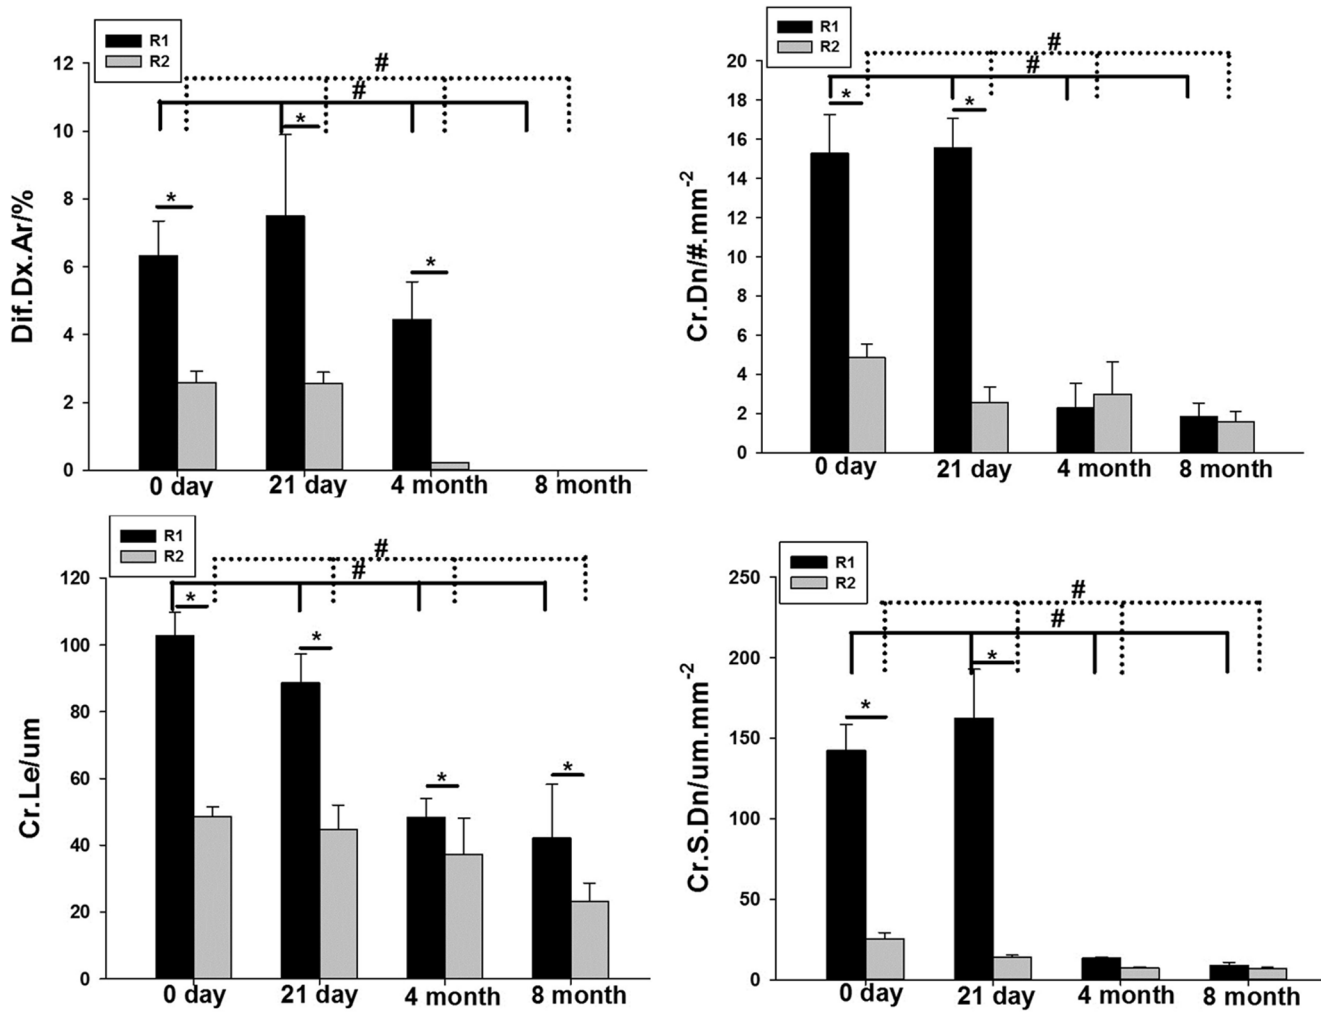 R1
R2
#
#
*
*
*
12
10
8
6
4
2
0
Dif.Dx.Ar/%
0 day
21 day
4 month
8 month
R1
R2
#
#
*
*
20
18
16
14
12
10
8
6
4
2
0
Cr.Dn/#.mm⁻²
0 day
21 day
4 month
8 month
R1
R2
#
#
*
*
*
*
120
100
80
60
40
20
0
Cr.Le/um
0 day
21 day
4 month
8 month
R1
R2
#
#
*
*
250
200
150
100
50
0
Cr.S.Dn/um.mm⁻²
0 day
21 day
4 month
8 month